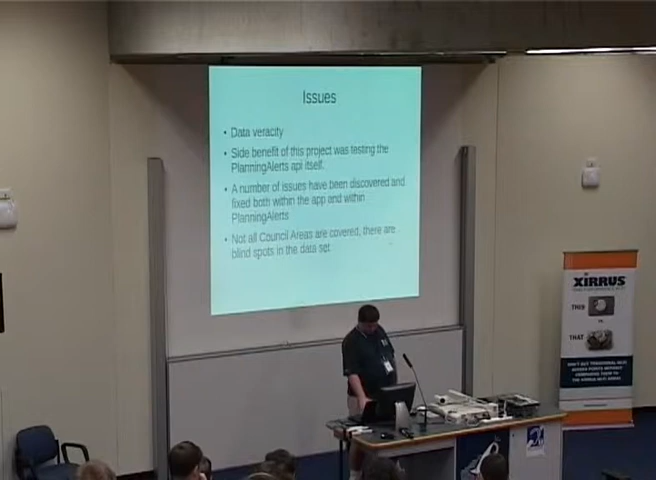 Issues
• Data veracity
• Side benefit of this project was testing the
PlanningAlerts api itself.
• A number of issues have been discovered and
fixed both within the app and within
PlanningAlerts
• Not all Council Areas are covered, there are
blind spots in the data set
XIRRUS
THIS
vs
THAT